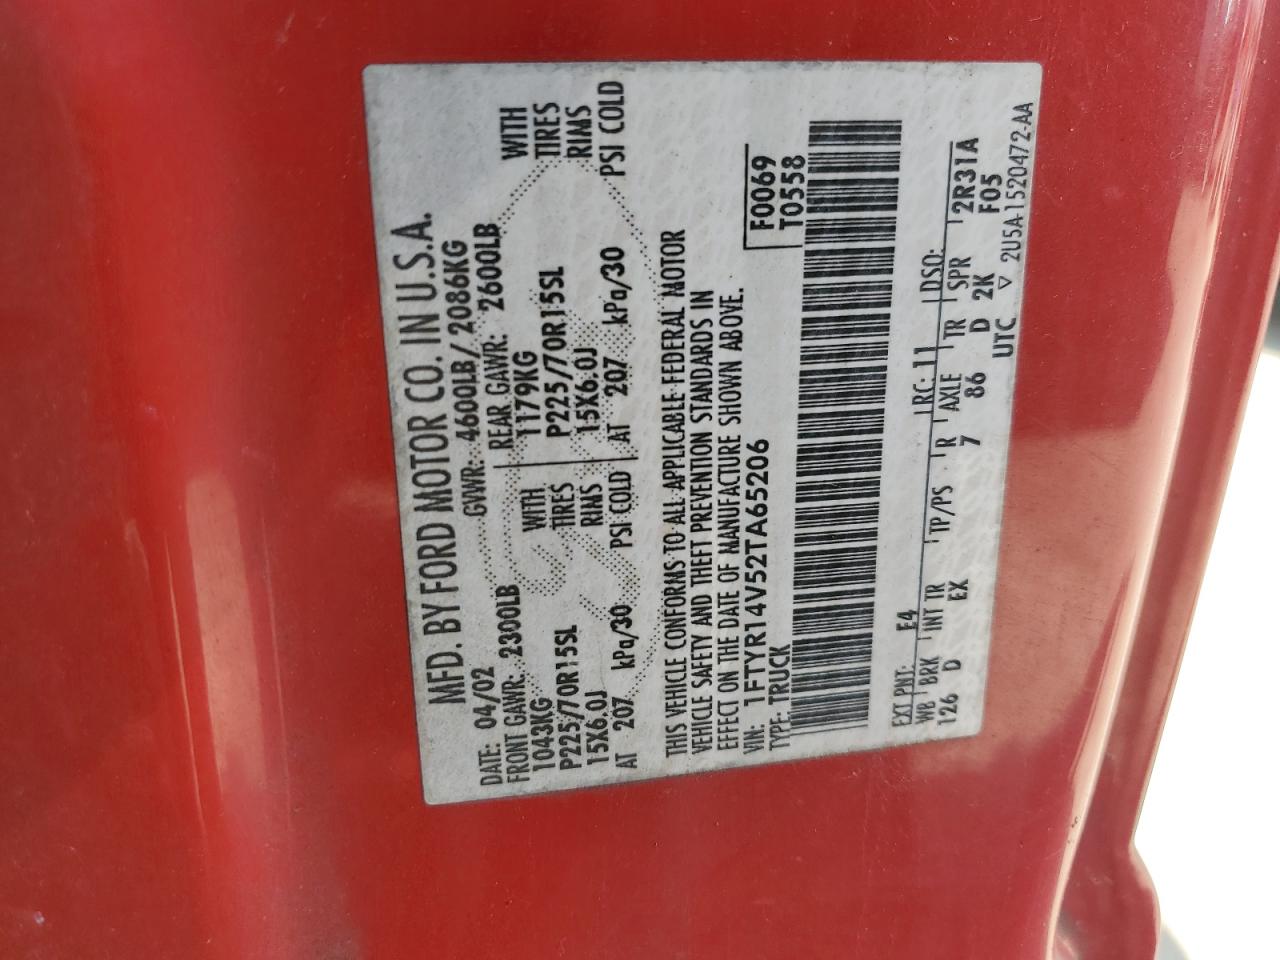 MFD. BY FORD MOTOR CO. IN U.S.A.
DATE: 04/02 GVWR: 4600LB/ 2086KG
FRONT GAWR: 2300LB REAR GAWR: 2600LB
1043KG WITH 1179KG WITH
P225/70R15SL TIRES P225/70R15SL TIRES
15X6.0J RIMS 15X6.0J RIMS
AT 207 kPa/30 PSI COLD AT 207 kPa/30 PSI COLD
THIS VEHICLE CONFORMS TO ALL APPLICABLE FEDERAL MOTOR
VEHICLE SAFETY AND THEFT PREVENTION STANDARDS IN
EFFECT ON THE DATE OF MANUFACTURE SHOWN ABOVE.
VIN: 1FTYR14V52TA65206 F0069
TYPE: TRUCK T0558
EXT PNT: E4 RC: 11 DSO:
WB BRK INT TR TP/PS R AXLE TR SPR 2R31A
126 D EX 7 86 D 2K F05
UTC ▽ 2U5A-1520472-AA